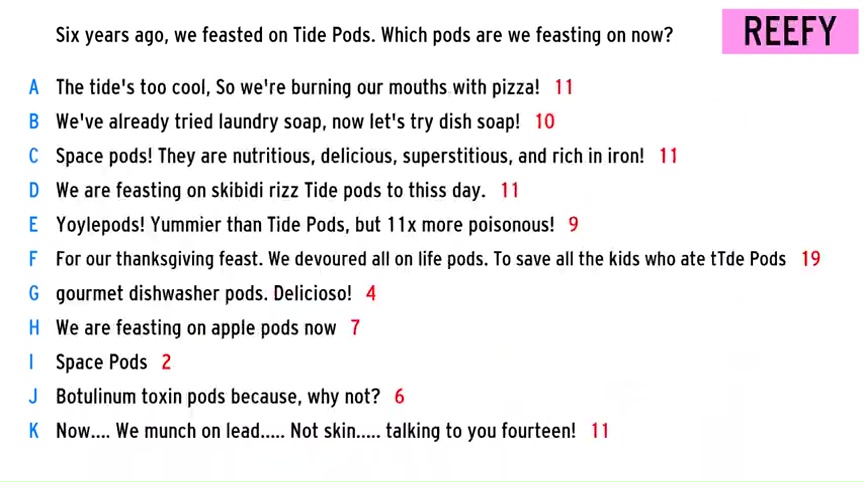 Six years ago, we feasted on Tide Pods. Which pods are we feasting on now?
REEFY
A The tide's too cool, So we're burning our mouths with pizza! 11
B We've already tried laundry soap, now let's try dish soap! 10
C Space pods! They are nutritious, delicious, superstitious, and rich in iron! 11
D We are feasting on skibidi rizz Tide pods to thiss day. 11
E Yoylepods! Yummier than Tide Pods, but 11x more poisonous! 9
F For our thanksgiving feast. We devoured all on life pods. To save all the kids who ate tTde Pods 19
G gourmet dishwasher pods. Delicioso! 4
H We are feasting on apple pods now 7
I Space Pods 2
J Botulinum toxin pods because, why not? 6
K Now.... We munch on lead..... Not skin..... talking to you fourteen! 11